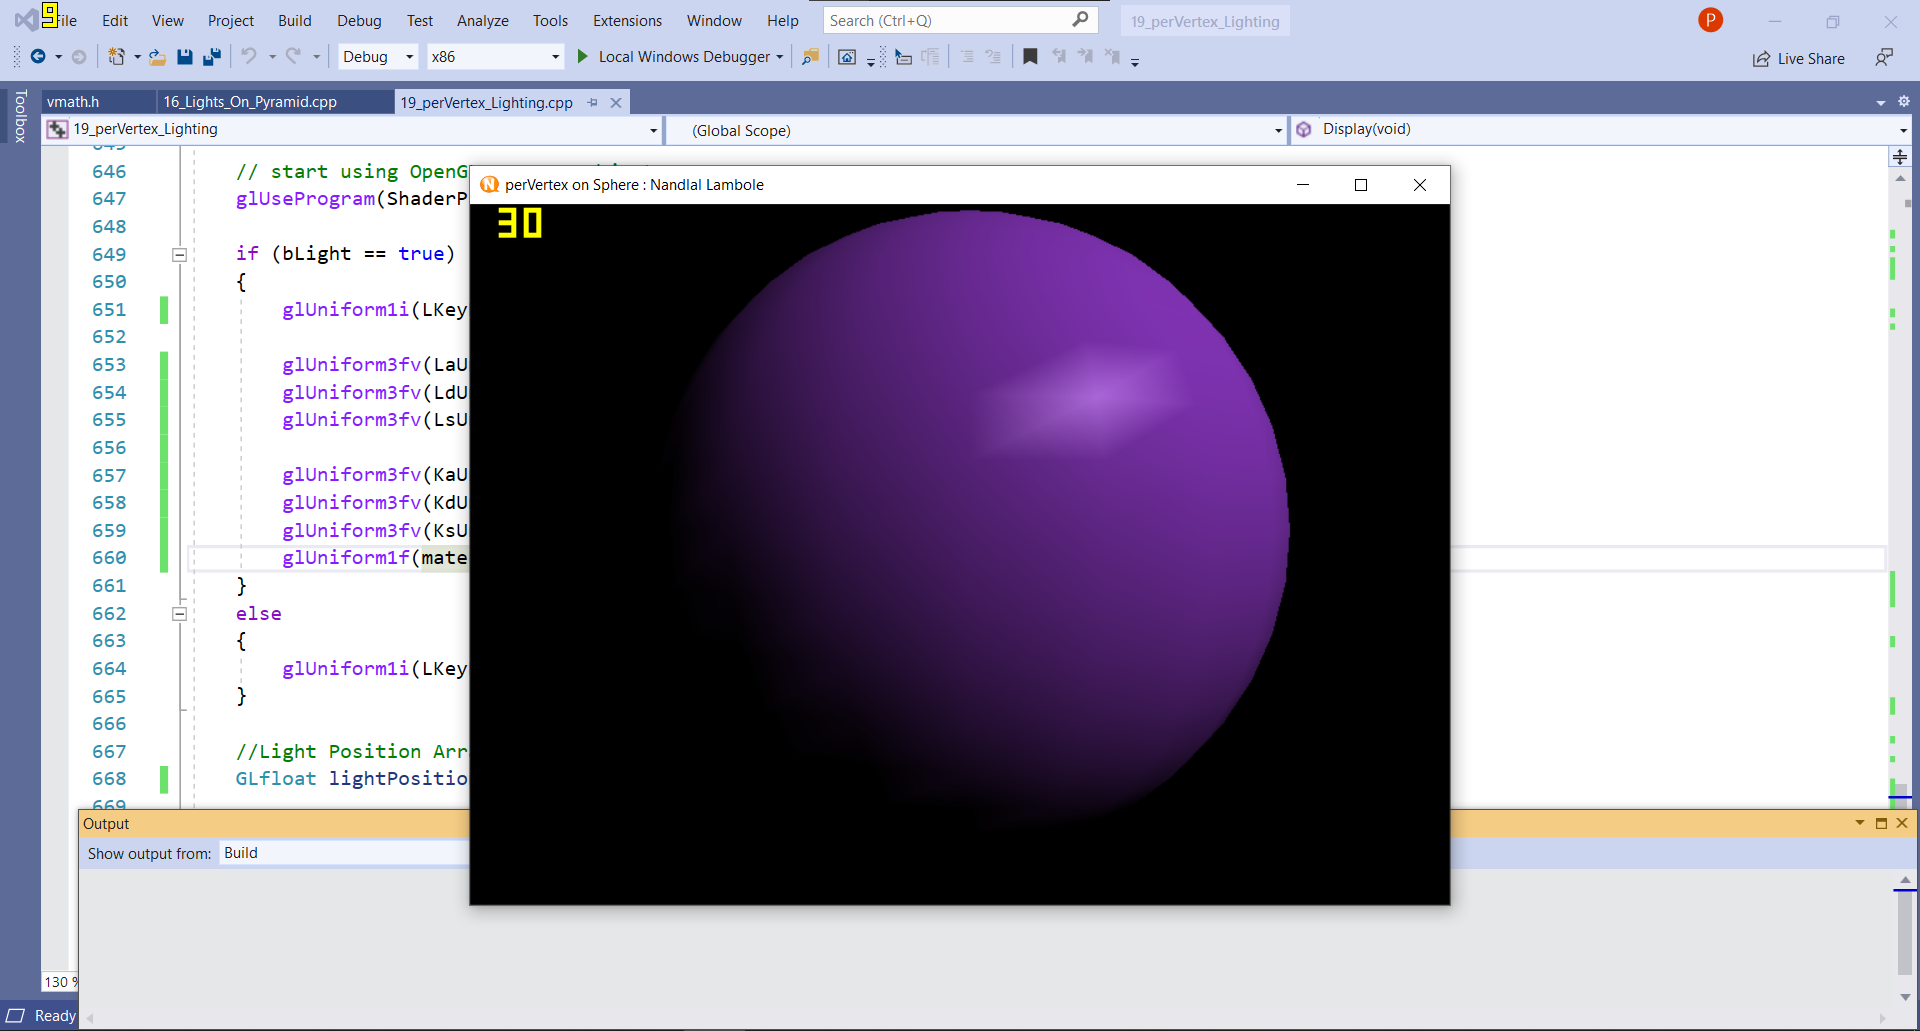 9
File Edit View Project Build Debug Test Analyze Tools Extensions Window Help Search (Ctrl+Q) 19_perVertex_Lighting P
Debug x86 Local Windows Debugger Live Share
Toolbox
vmath.h 16_Lights_On_Pyramid.cpp 19_perVertex_Lighting.cpp
19_perVertex_Lighting (Global Scope) Display(void)
646 // start using OpenG
647 glUseProgram(ShaderP
648
649 if (bLight == true)
650 {
651 glUniform1i(LKey
652
653 glUniform3fv(LaU
654 glUniform3fv(LdU
655 glUniform3fv(LsU
656
657 glUniform3fv(KaU
658 glUniform3fv(KdU
659 glUniform3fv(KsU
660 glUniform1f(mate
661 }
662 else
663 {
664 glUniform1i(LKey
665 }
666
667 //Light Position Arr
668 GLfloat lightPositio
669
perVertex on Sphere : Nandlal Lambole
30
Output
Show output from: Build
130 %
Ready